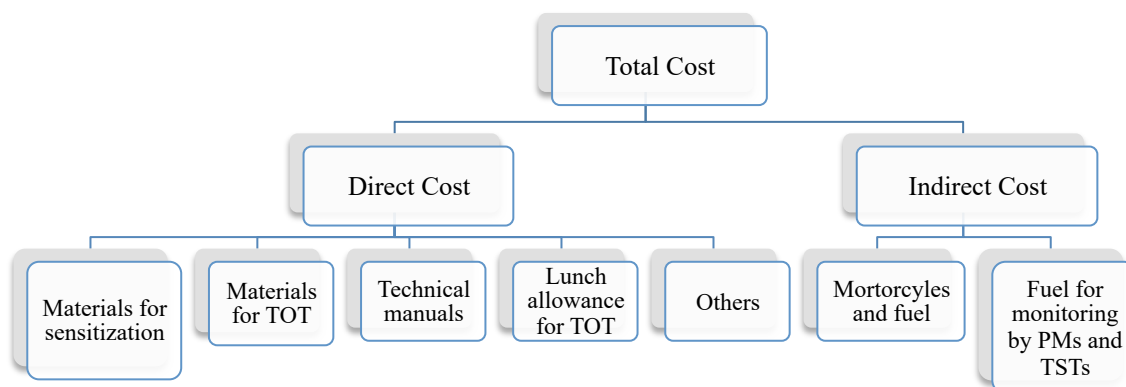 Total Cost
Direct Cost
Indirect Cost
Materials for
sensitization
Materials
for TOT
Technical
manuals
Lunch
allowance
for TOT
Others
Mortorcyles
and fuel
Fuel for
monitoring
by PMs and
TSTs